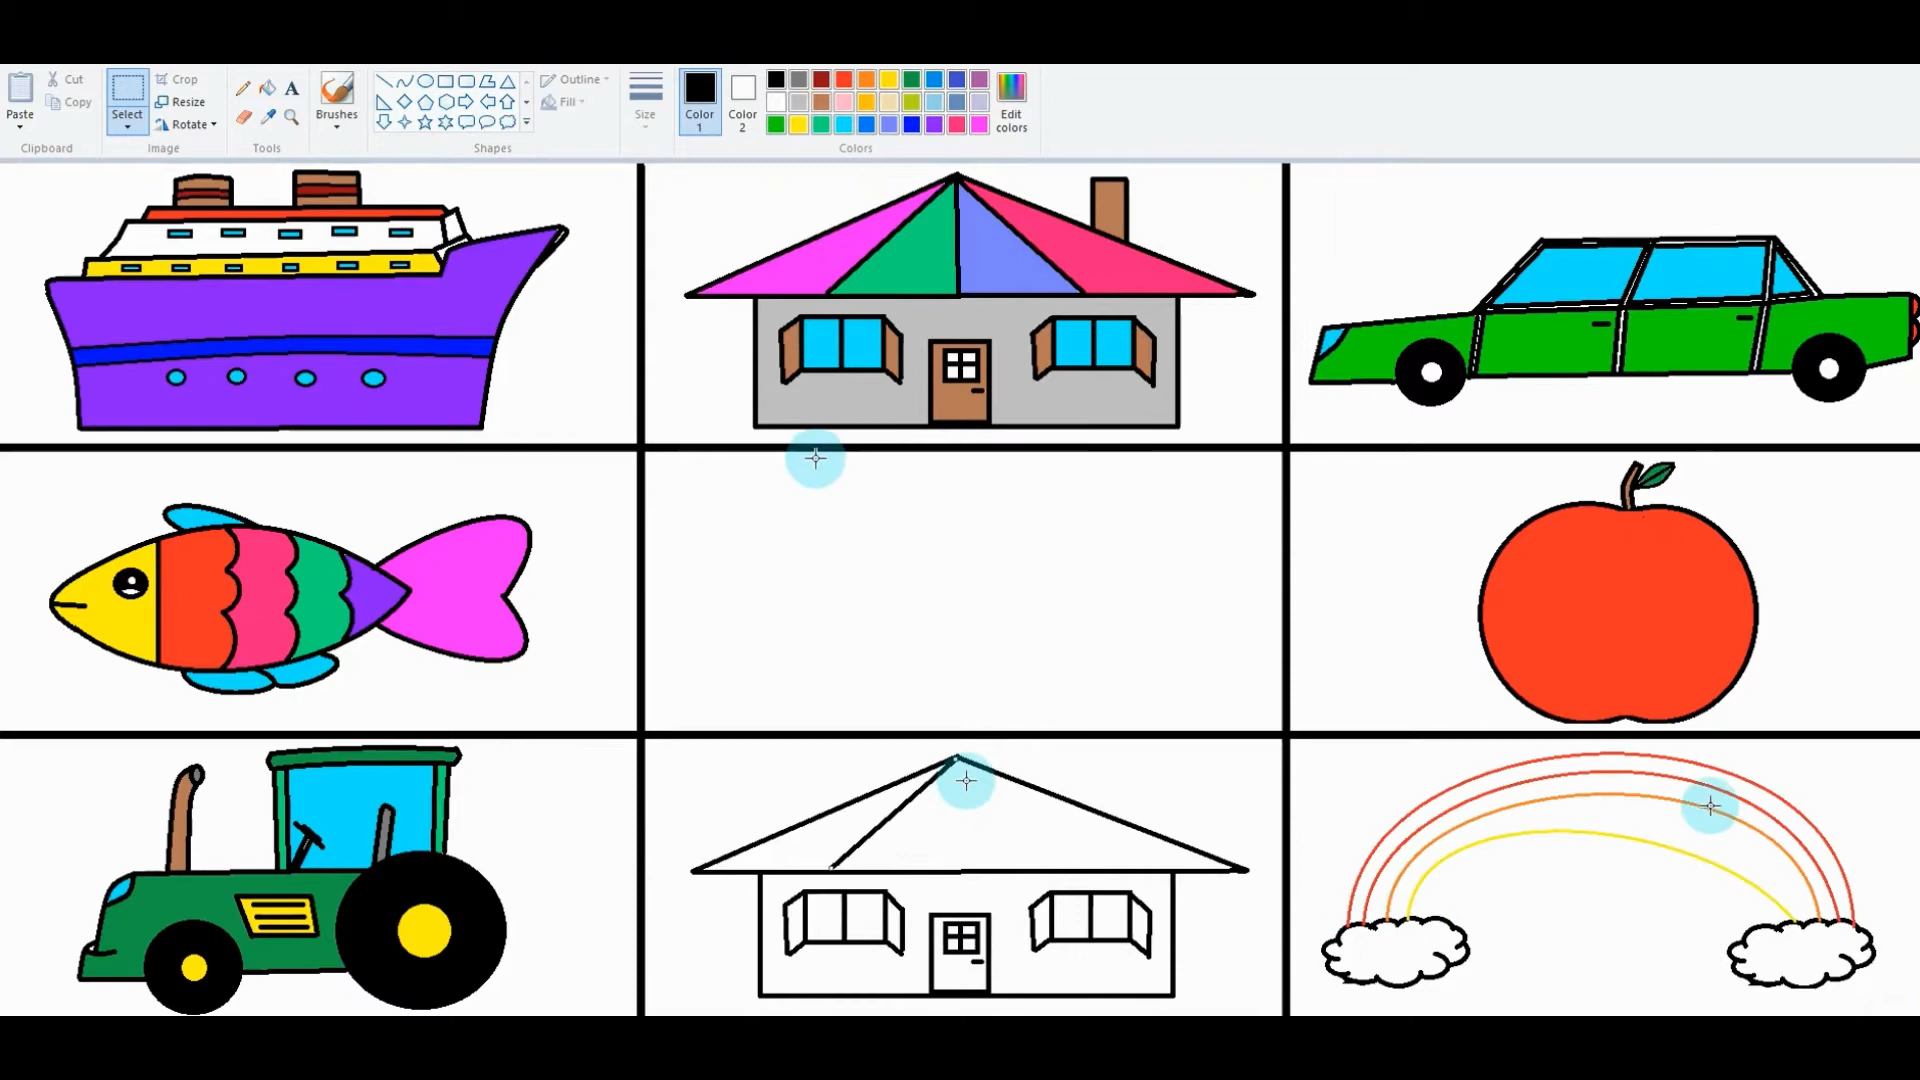 Paste
Cut
Copy
Clipboard
Select
Crop
Resize
Rotate
Image
A
Tools
Brushes
Shapes
Outline
Fill
Size
Color
1
Color
2
Edit
colors
Colors